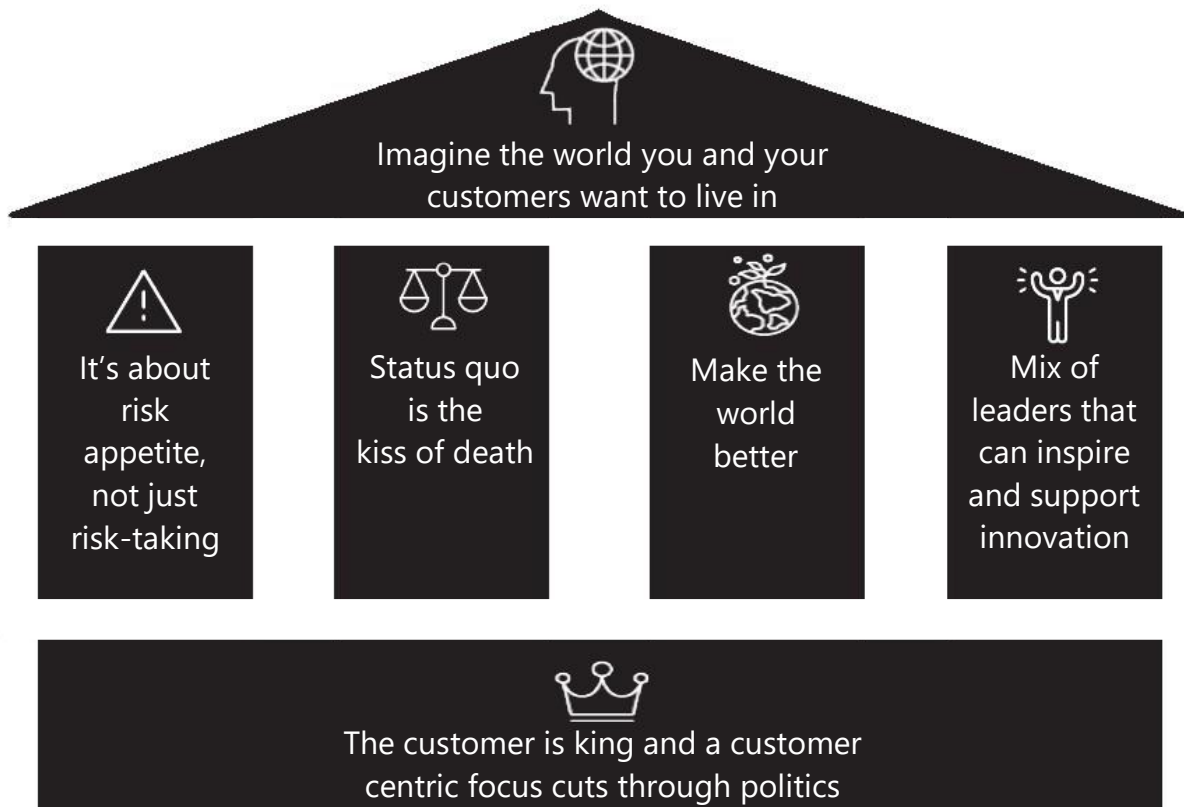 Imagine the world you and your
customers want to live in
It’s about
risk
appetite,
not just
risk-taking
Status quo
is the
kiss of death
Make the
world
better
Mix of
leaders that
can inspire
and support
innovation
The customer is king and a customer
centric focus cuts through politics